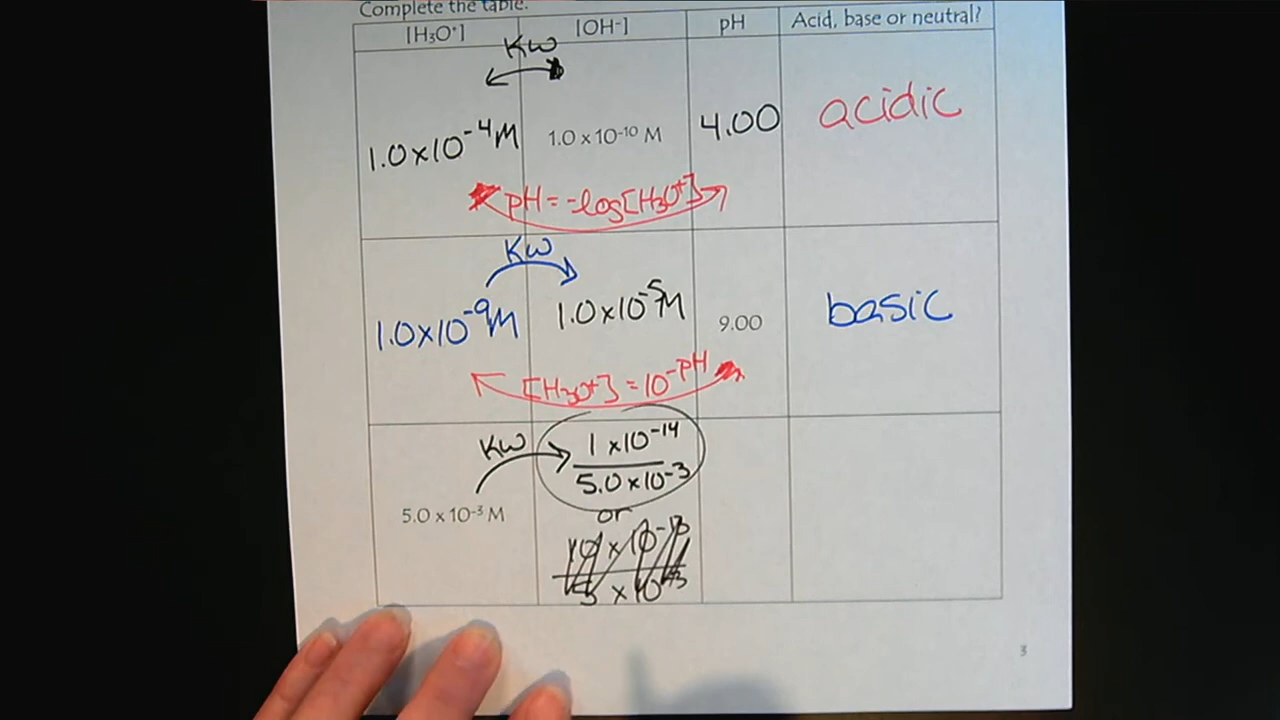 Complete the table.
[H₃O⁺] [OH⁻] pH Acid, base or neutral?
Kw
1.0x10⁻⁴M 1.0 x 10⁻¹⁰ M 4.00 acidic
pH = -log[H₃O⁺]
Kw
1.0x10⁻⁹M 1.0x10⁻⁵M 9.00 basic
[H₃O⁺] = 10⁻ᵖᴴ
Kw 1 x10⁻¹⁴
5.0 x10⁻³
5.0 x 10⁻³ M
or
3